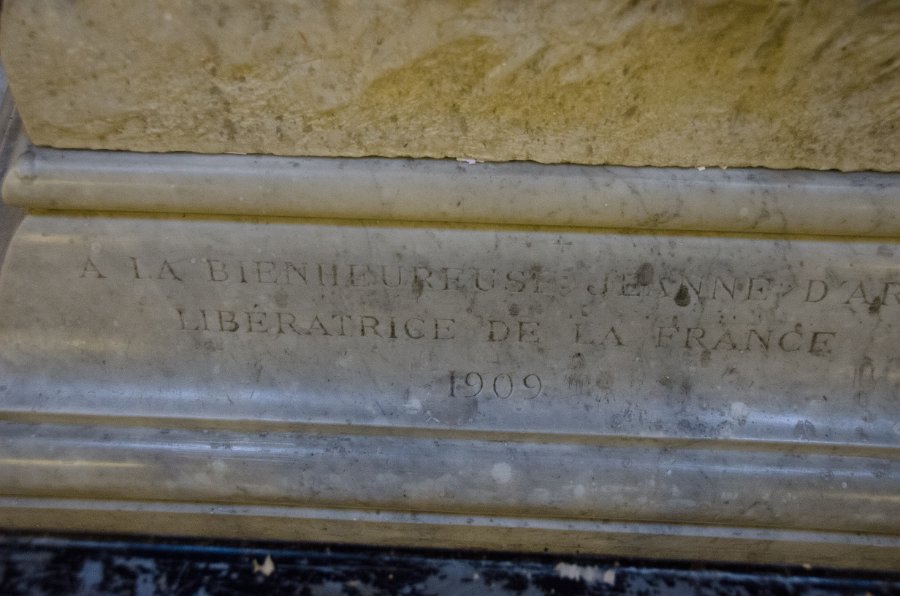 A LA BIENHEUREUSE JEANNE D'AR
LIBÉRATRICE DE LA FRANCE
1909